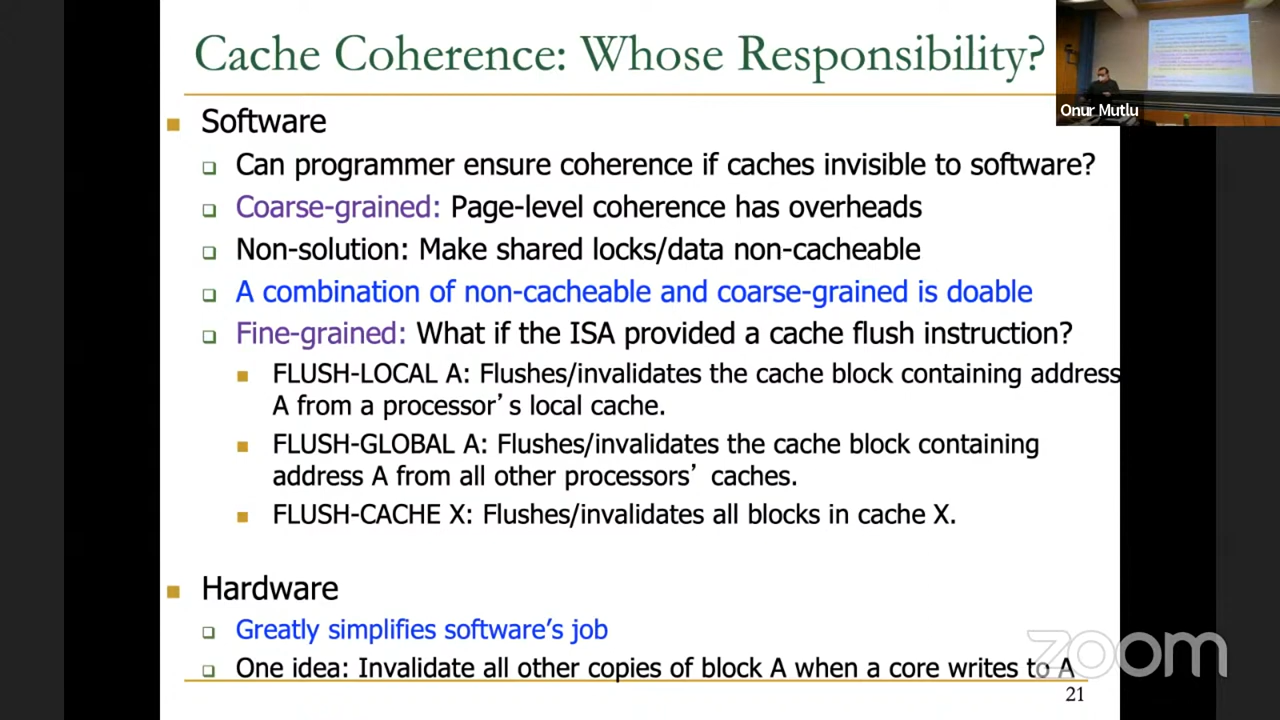 Cache Coherence: Whose Responsibility?
Onur Mutlu
Software
Can programmer ensure coherence if caches invisible to software?
Coarse-grained: Page-level coherence has overheads
Non-solution: Make shared locks/data non-cacheable
A combination of non-cacheable and coarse-grained is doable
Fine-grained: What if the ISA provided a cache flush instruction?
FLUSH-LOCAL A: Flushes/invalidates the cache block containing address
A from a processor’s local cache.
FLUSH-GLOBAL A: Flushes/invalidates the cache block containing
address A from all other processors’ caches.
FLUSH-CACHE X: Flushes/invalidates all blocks in cache X.
Hardware
Greatly simplifies software’s job
One idea: Invalidate all other copies of block A when a core writes to A
zoom
21